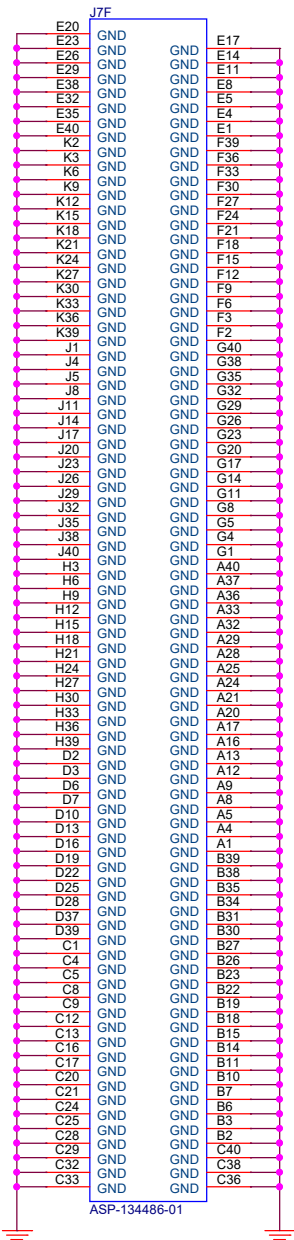 J7F
E20 GND
E23 GND GND E17
E26 GND GND E14
E29 GND GND E11
E38 GND GND E8
E32 GND GND E5
E35 GND GND E4
E40 GND GND E1
K2 GND GND F39
K3 GND GND F36
K6 GND GND F33
K9 GND GND F30
K12 GND GND F27
K15 GND GND F24
K18 GND GND F21
K21 GND GND F18
K24 GND GND F15
K27 GND GND F12
K30 GND GND F9
K33 GND GND F6
K36 GND GND F3
K39 GND GND F2
J1 GND GND G40
J4 GND GND G38
J5 GND GND G35
J8 GND GND G32
J11 GND GND G29
J14 GND GND G26
J17 GND GND G23
J20 GND GND G20
J23 GND GND G17
J26 GND GND G14
J29 GND GND G11
J32 GND GND G8
J35 GND GND G5
J38 GND GND G4
J40 GND GND G1
H3 GND GND A40
H6 GND GND A37
H9 GND GND A36
H12 GND GND A33
H15 GND GND A32
H18 GND GND A29
H21 GND GND A28
H24 GND GND A25
H27 GND GND A24
H30 GND GND A21
H33 GND GND A20
H36 GND GND A17
H39 GND GND A16
D2 GND GND A13
D3 GND GND A12
D6 GND GND A9
D7 GND GND A8
D10 GND GND A5
D13 GND GND A4
D16 GND GND A1
D19 GND GND B39
D22 GND GND B38
D25 GND GND B35
D28 GND GND B34
D37 GND GND B31
D39 GND GND B30
C1 GND GND B27
C4 GND GND B26
C5 GND GND B23
C8 GND GND B22
C9 GND GND B19
C12 GND GND B18
C13 GND GND B15
C16 GND GND B14
C17 GND GND B11
C20 GND GND B10
C21 GND GND B7
C24 GND GND B6
C25 GND GND B3
C28 GND GND B2
C29 GND GND C40
C32 GND GND C38
C33 GND GND C36
ASP-134486-01